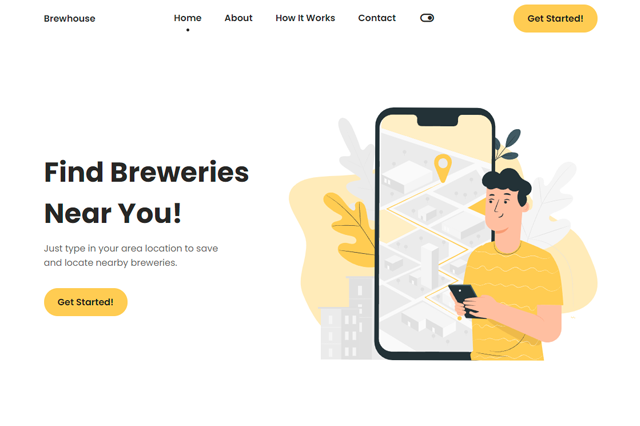 Brewhouse
Home
About
How It Works
Contact
Get Started!
Find Breweries
Near You!
Just type in your area location to save
and locate nearby breweries.
Get Started!